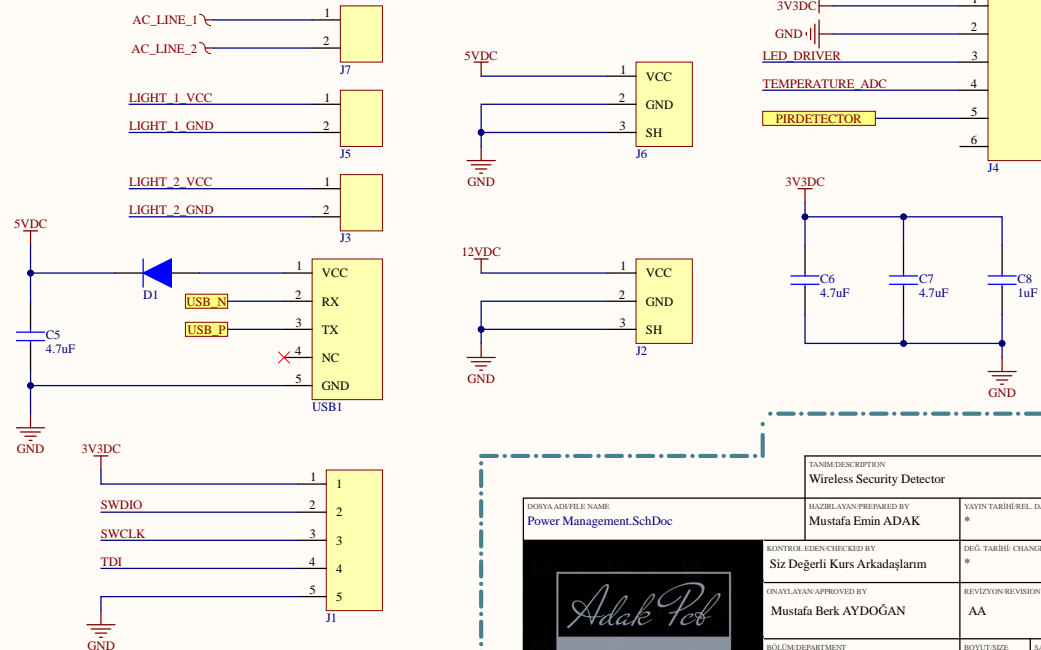 AC_LINE_1
1
AC_LINE_2
2
J7
LIGHT_1_VCC
1
LIGHT_1_GND
2
J5
LIGHT_2_VCC
1
LIGHT_2_GND
2
J3
5VDC
D1
C5
4.7uF
GND
1 VCC
USB_N
2 RX
USB_P
3 TX
4 NC
5 GND
USB1
3V3DC
1 1
SWDIO
2 2
SWCLK
3 3
TDI
4 4
5 5
J1
GND
5VDC
1 VCC
2 GND
3 SH
J6
GND
12VDC
1 VCC
2 GND
3 SH
J2
GND
3V3DC
GND
2
LED_DRIVER
3
TEMPERATURE_ADC
4
PIRDETECTOR
5
6
J4
3V3DC
C6
4.7uF
C7
4.7uF
C8
1uF
GND
TANIM/DESCRIPTION
Wireless Security Detector
DOSYA ADI/FILE NAME
Power Management.SchDoc
HAZIRLAYAN/PREPARED BY
Mustafa Emin ADAK
YAYIN TARİHİ/REL.
*
KONTROL EDEN/CHECKED BY
Siz Değerli Kurs Arkadaşlarım
DEĞ. TARİHİ/ CHANGE
*
ONAYLAYAN/APPROVED BY
Mustafa Berk AYDOĞAN
REVİZYON/REVISION
AA
BÖLÜM/DEPARTMENT
BOYUT/SIZE
Adak Pcb